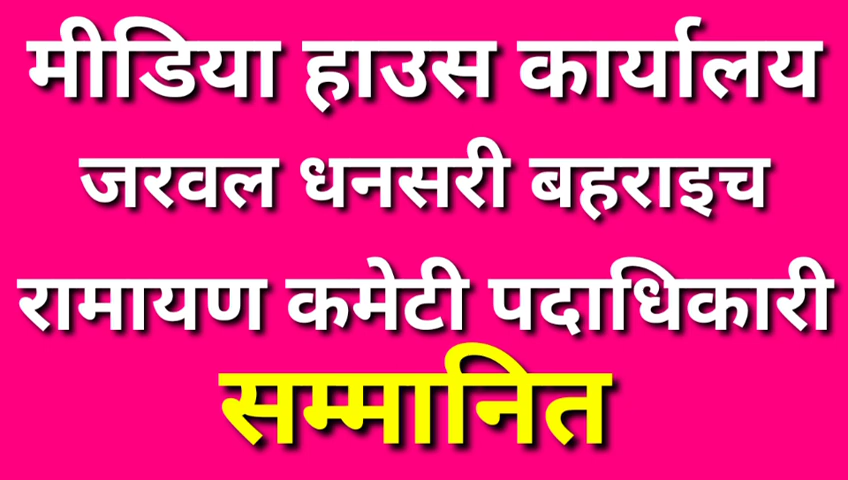 मीडिया हाउस कार्यालय
जरवल धनसरी बहराइच
रामायण कमेटी पदाधिकारी
सम्मानित